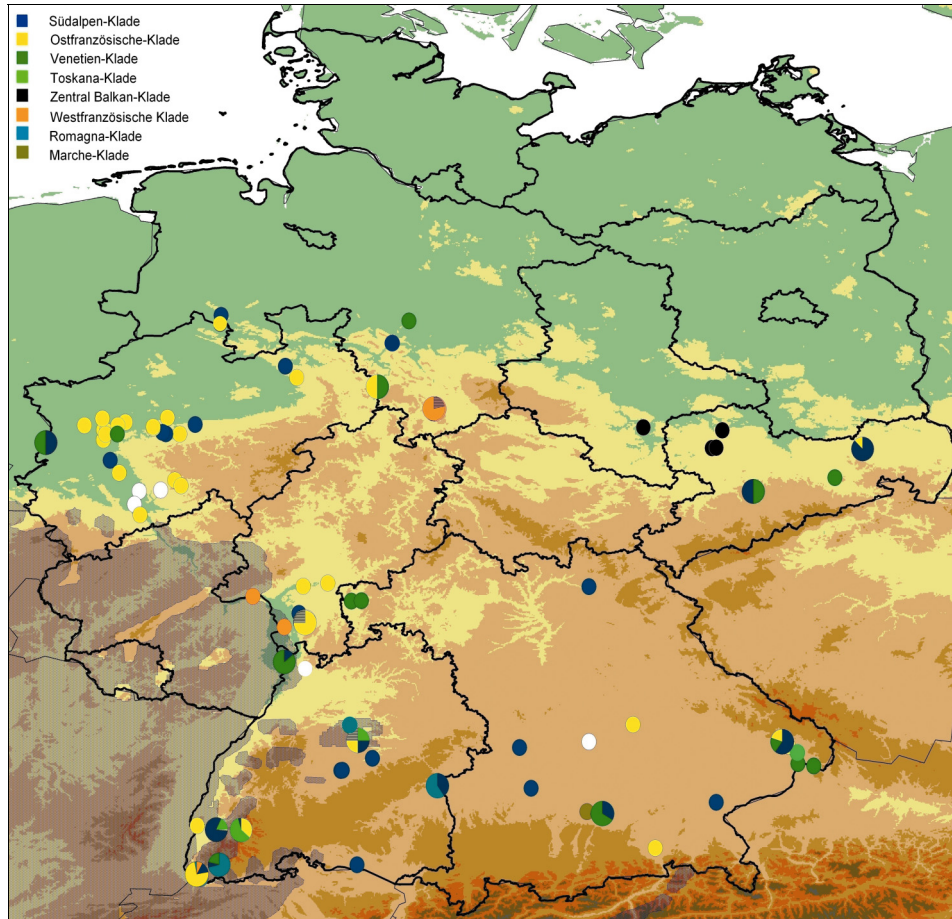 Südalpen-Klade
Ostfranzösische-Klade
Venetien-Klade
Toskana-Klade
Zentral Balkan-Klade
Westfranzösische Klade
Romagna-Klade
Marche-Klade